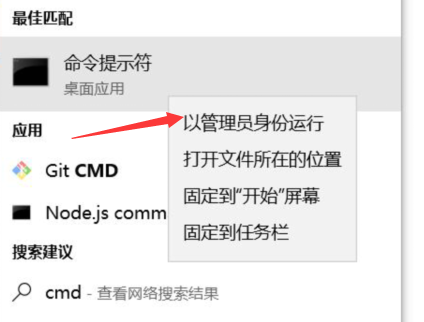 最佳匹配
命令提示符
桌面应用
以管理员身份运行
应用
打开文件所在的位置
Git CMD
固定到“开始”屏幕
Node.js comm
固定到任务栏
搜索建议
cmd - 查看网络搜索结果